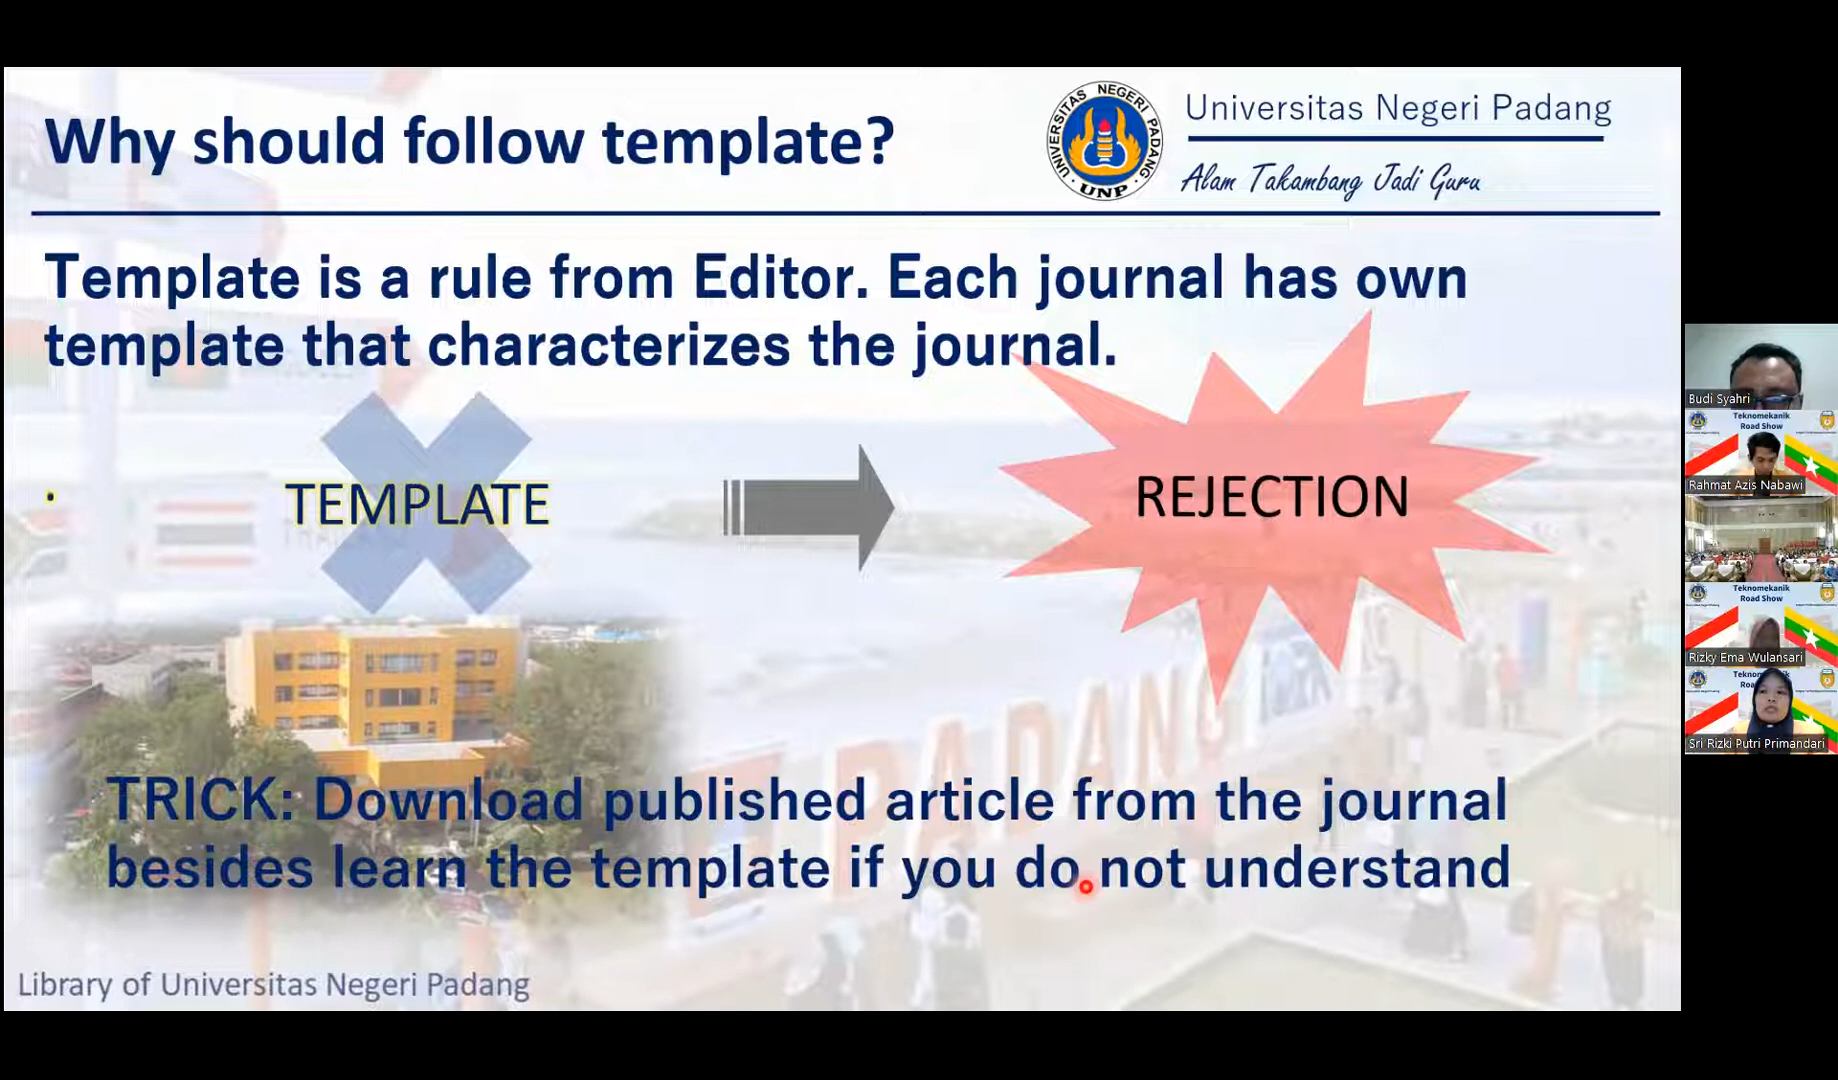 Why should follow template?
UNIVERSITAS NEGERI PADANG
UNP
Universitas Negeri Padang
Alam Takambang Jadi Guru
Template is a rule from Editor. Each journal has own
template that characterizes the journal.
TEMPLATE
REJECTION
PADANG
TRICK: Download published article from the journal
besides learn the template if you do not understand
Library of Universitas Negeri Padang
Budi Syahri
Teknomekanik
Road Show
Rahmat Azis Nabawi
Teknomekanik
Road Show
Rizky Ema Wulansari
Sri Rizki Putri Primandari